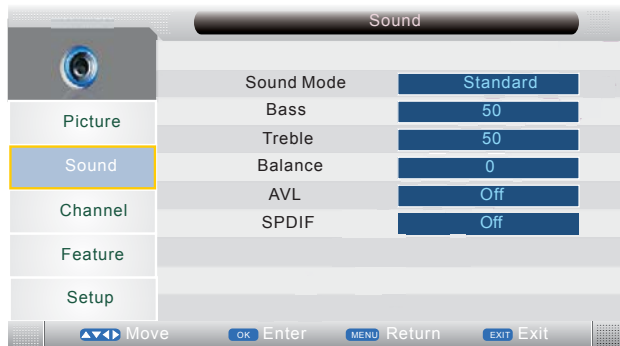 Sound
Sound Mode Standard
Bass 50
Picture
Treble 50
Sound
Balance 0
AVL Off
Channel
SPDIF Off
Feature
Setup
Move OK Enter MENU Return EXIT Exit